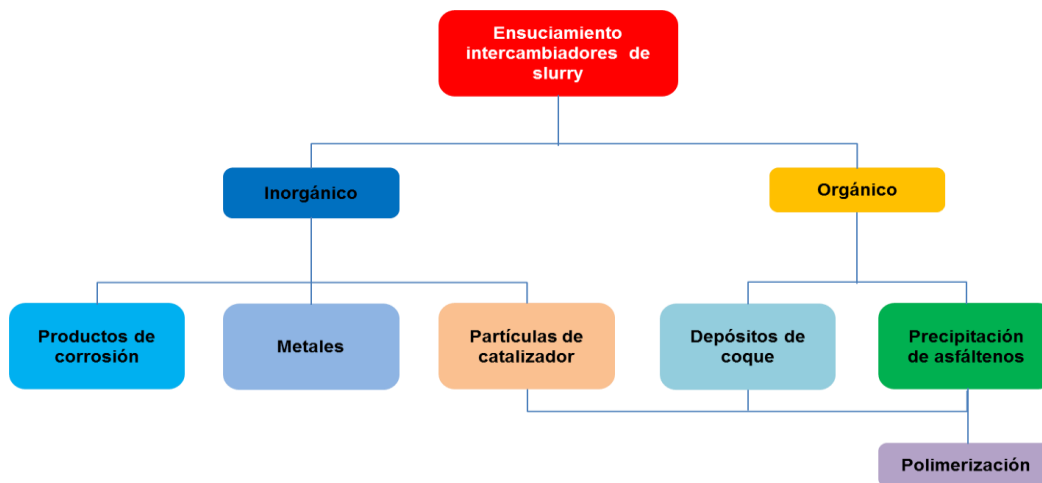 Ensuciamiento
intercambiadores de
slurry
Inorgánico
Orgánico
Productos de
corrosión
Metales
Partículas de
catalizador
Depósitos de
coque
Precipitación
de asfáltenos
Polimerización